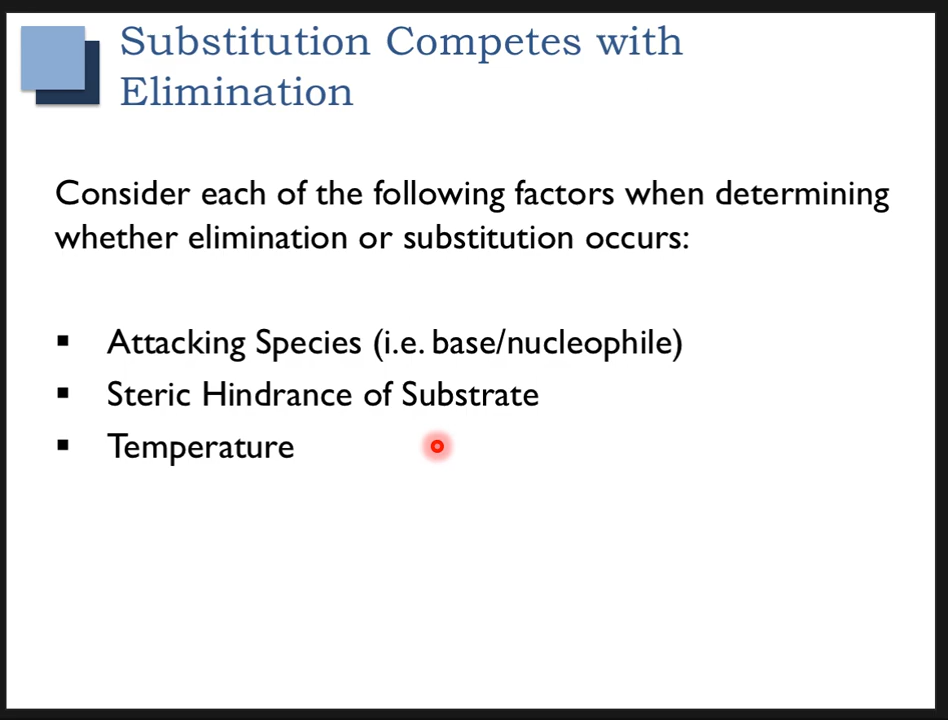 Substitution Competes with
Elimination
Consider each of the following factors when determining
whether elimination or substitution occurs:
▪ Attacking Species (i.e. base/nucleophile)
▪ Steric Hindrance of Substrate
▪ Temperature